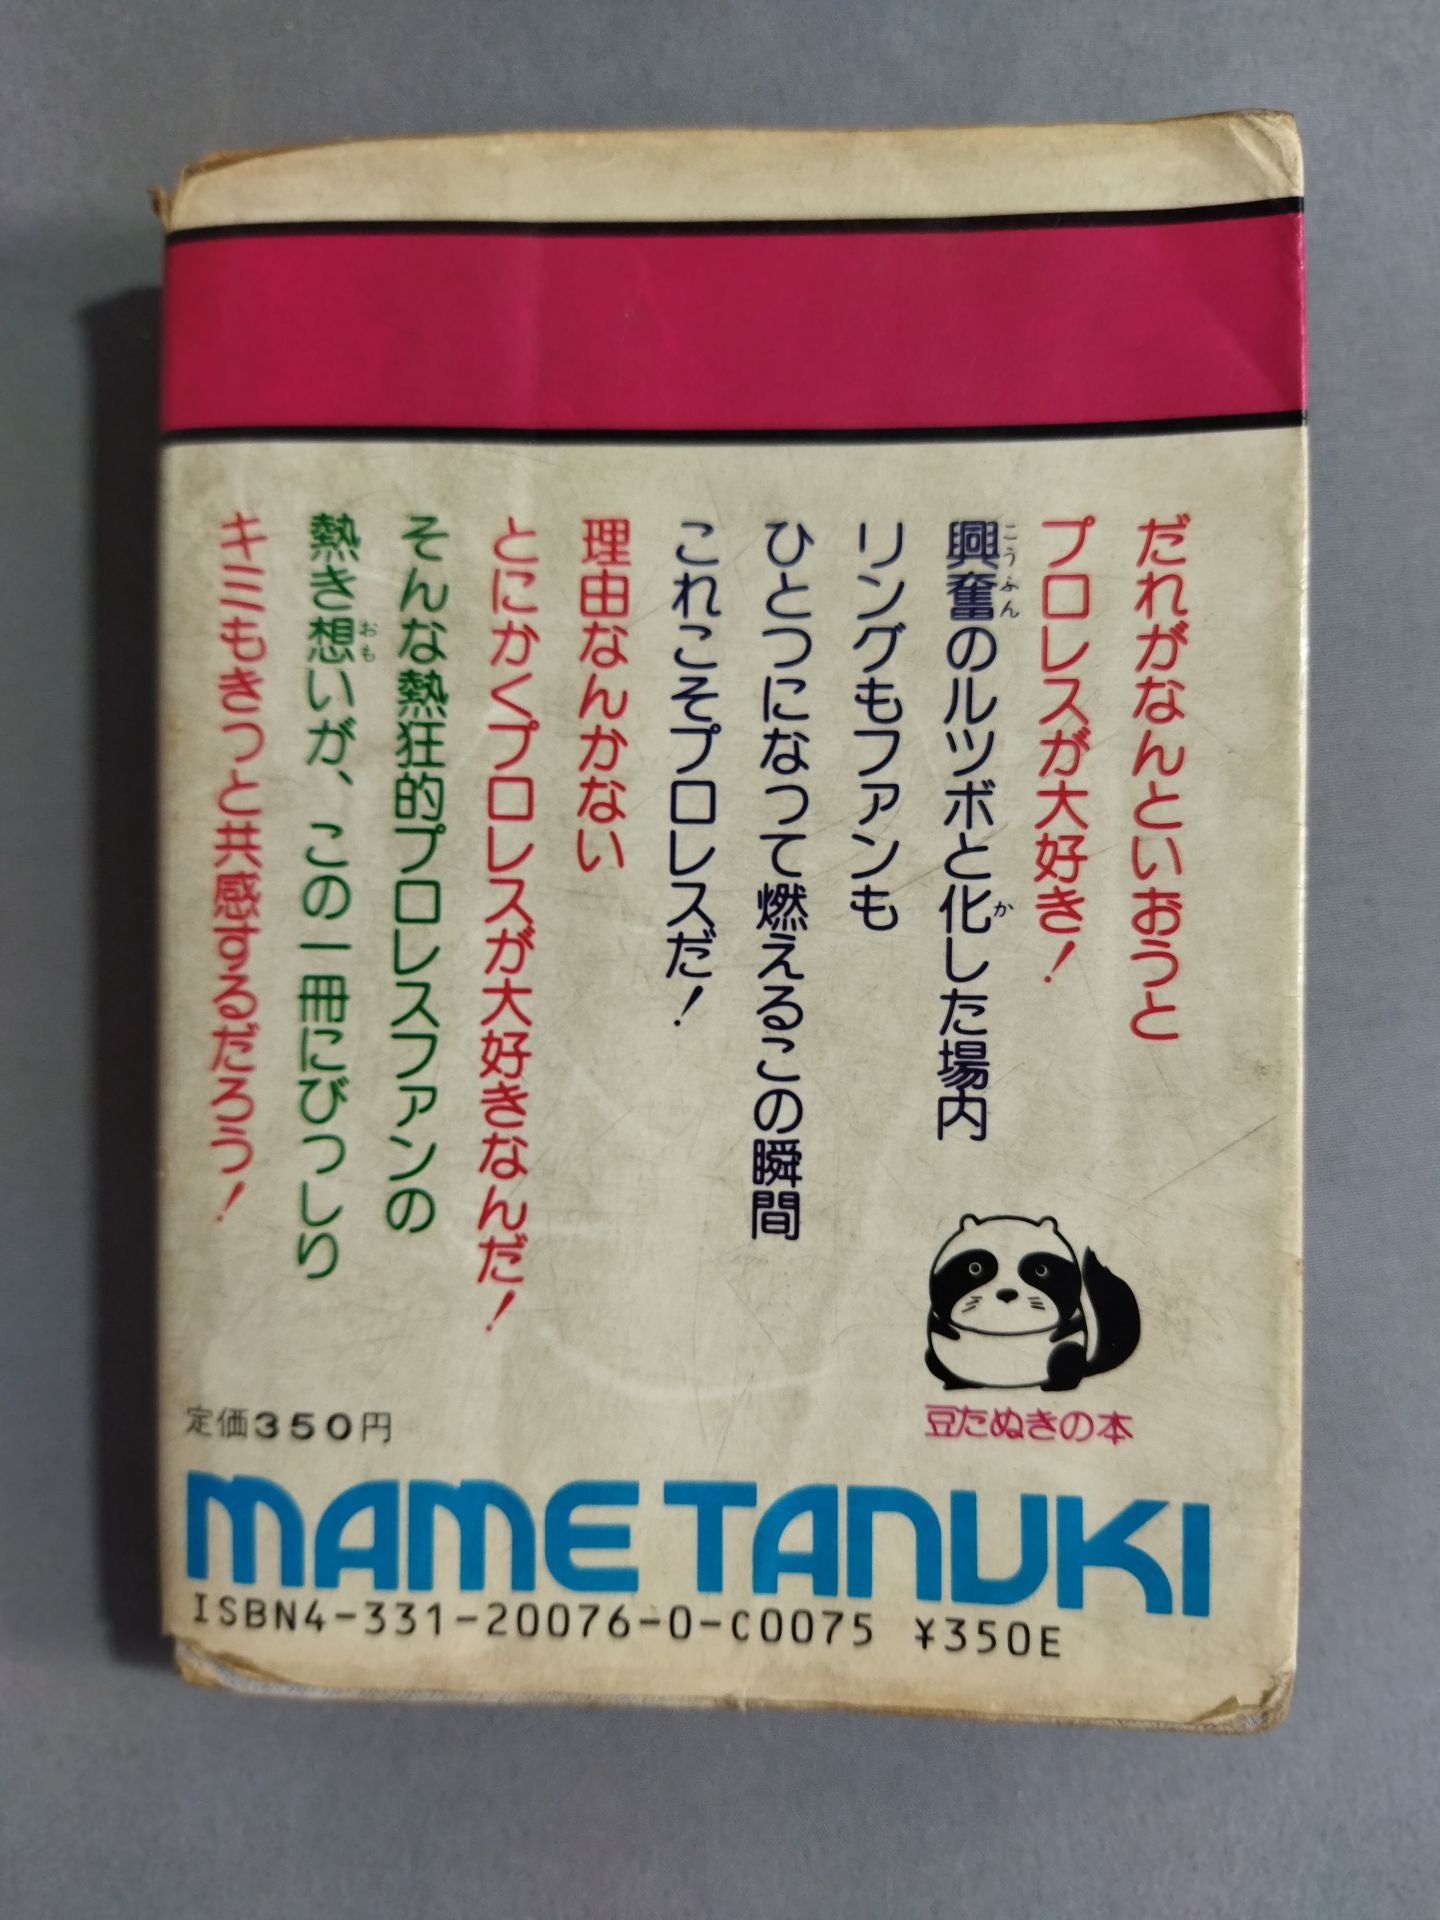 だれがなんといおうと
プロレスが大好き！
興奮のルツボと化した場内
こうふん
か
リングもファンも
ひとつになって燃えるこの瞬間
これこそプロレスだ！
理由なんかない
とにかくプロレスが大好きなんだ！
そんな熱狂的プロレスファンの
熱き想いが、この一冊にびっしり
おも
キミもきっと共感するだろう！
豆たぬきの本
定価350円
MAME TANUKI
ISBN4-331-20076-0-C0075 ¥350E